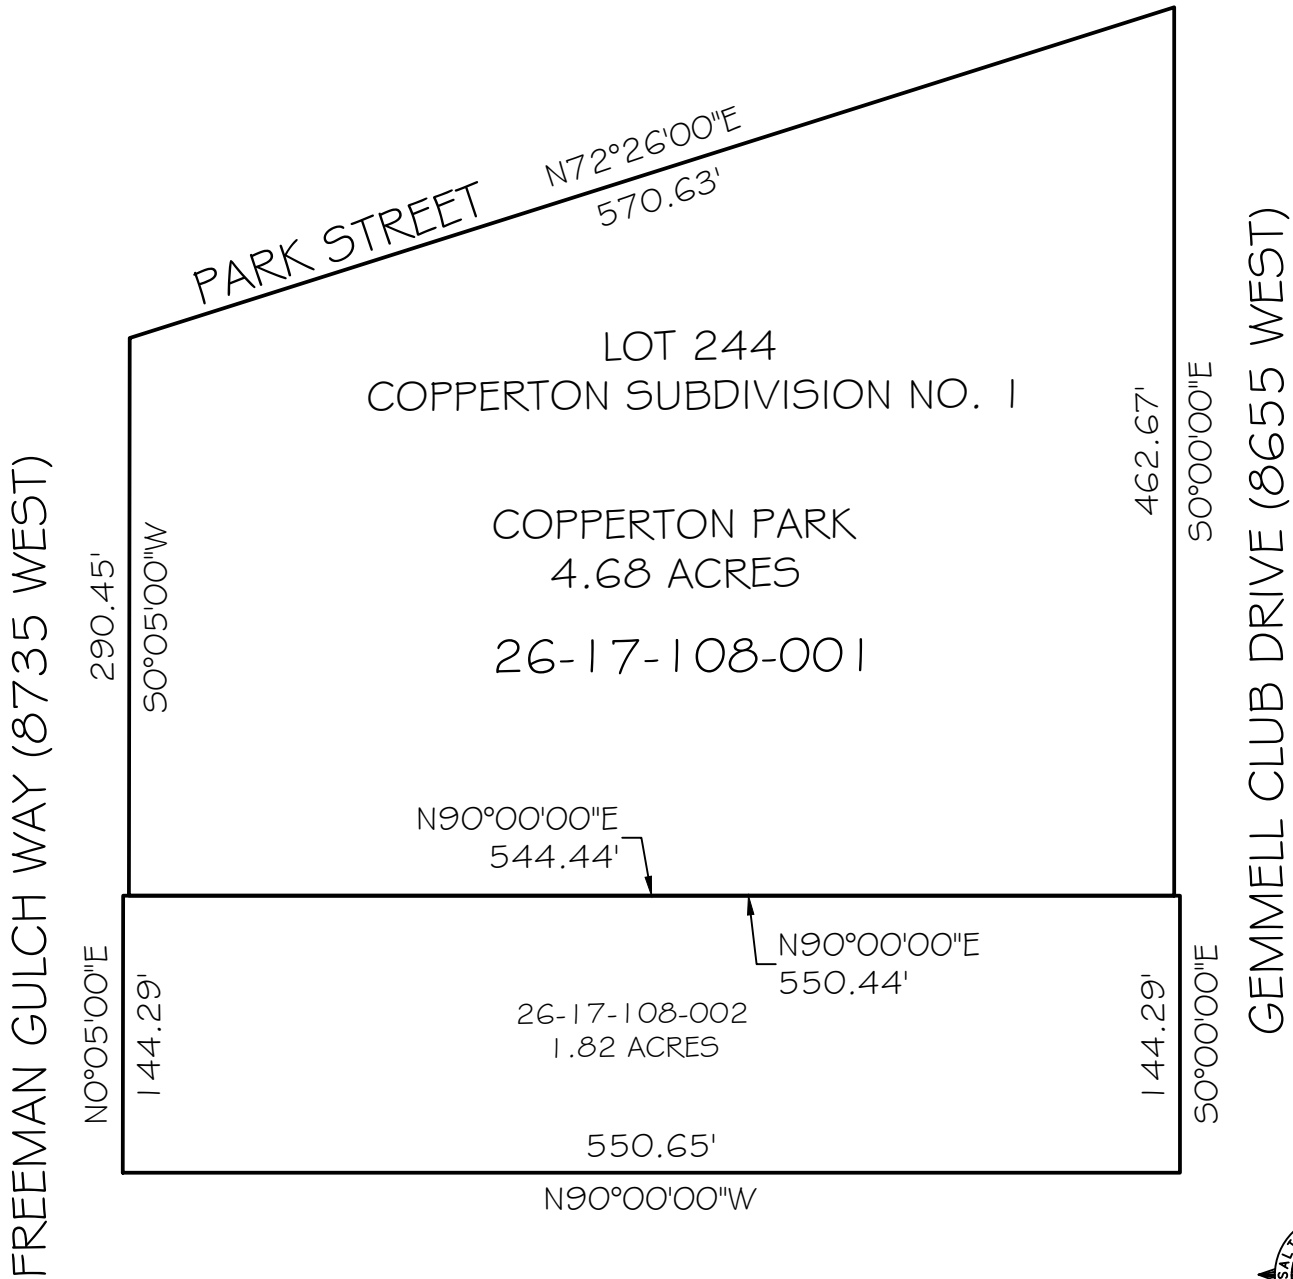 PARK STREET
N72°26'00"E
570.63'
LOT 244
COPPERTON SUBDIVISION NO. 1
COPPERTON PARK
4.68 ACRES
26-17-108-001
FREEMAN GULCH WAY (8735 WEST)
290.45'
S0°05'00"W
462.67'
S0°00'00"E
GEMMELL CLUB DRIVE (8655 WEST)
N90°00'00"E
544.44'
N90°00'00"E
550.44'
N0°05'00"E
144.29'
26-17-108-002
1.82 ACRES
144.29'
S0°00'00"E
550.65'
N90°00'00"W